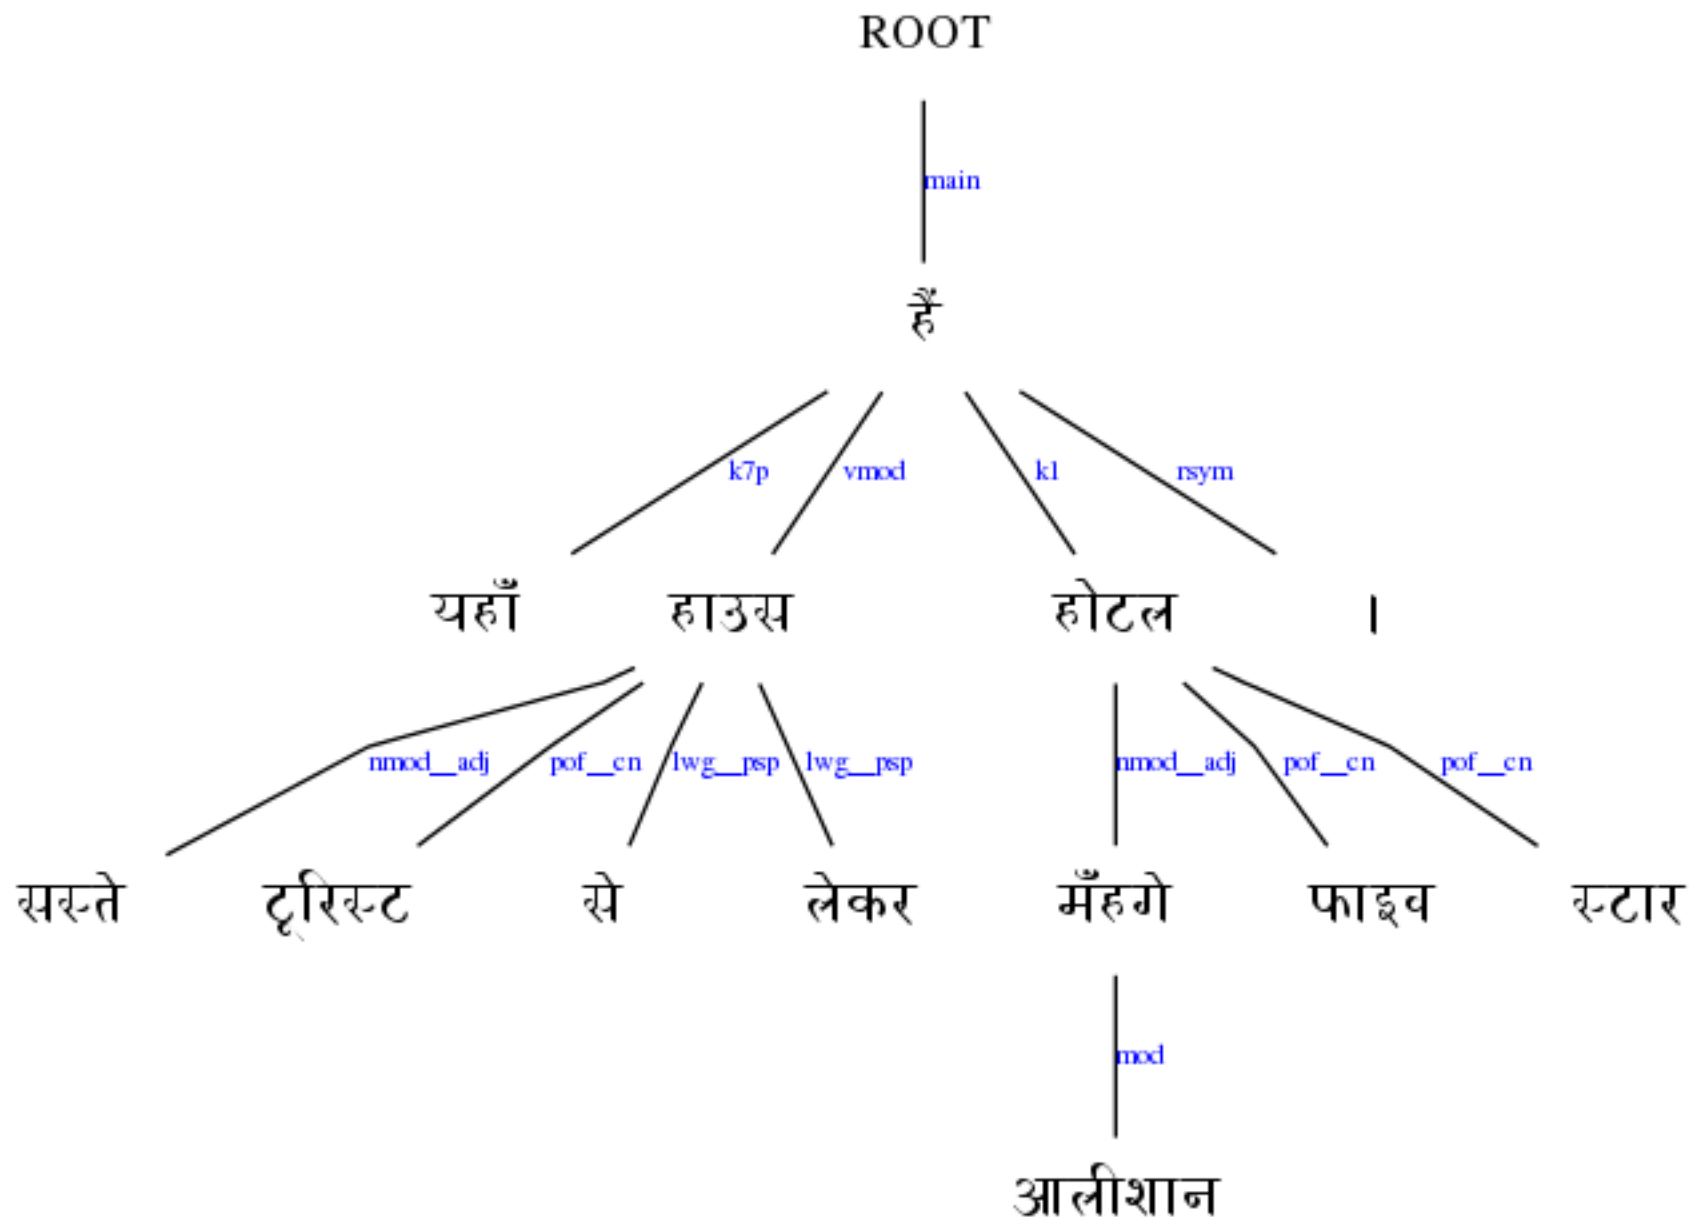 ROOT
main
हैं
k7p vmod k1 rsym
यहाँ हाउस होटल ।
nmod__adj pof__cn lwg__psp lwg__psp nmod__adj pof__cn pof__cn
सस्ते टूरिस्ट से लेकर मँहगे फाइव स्टार
mod
आलीशान